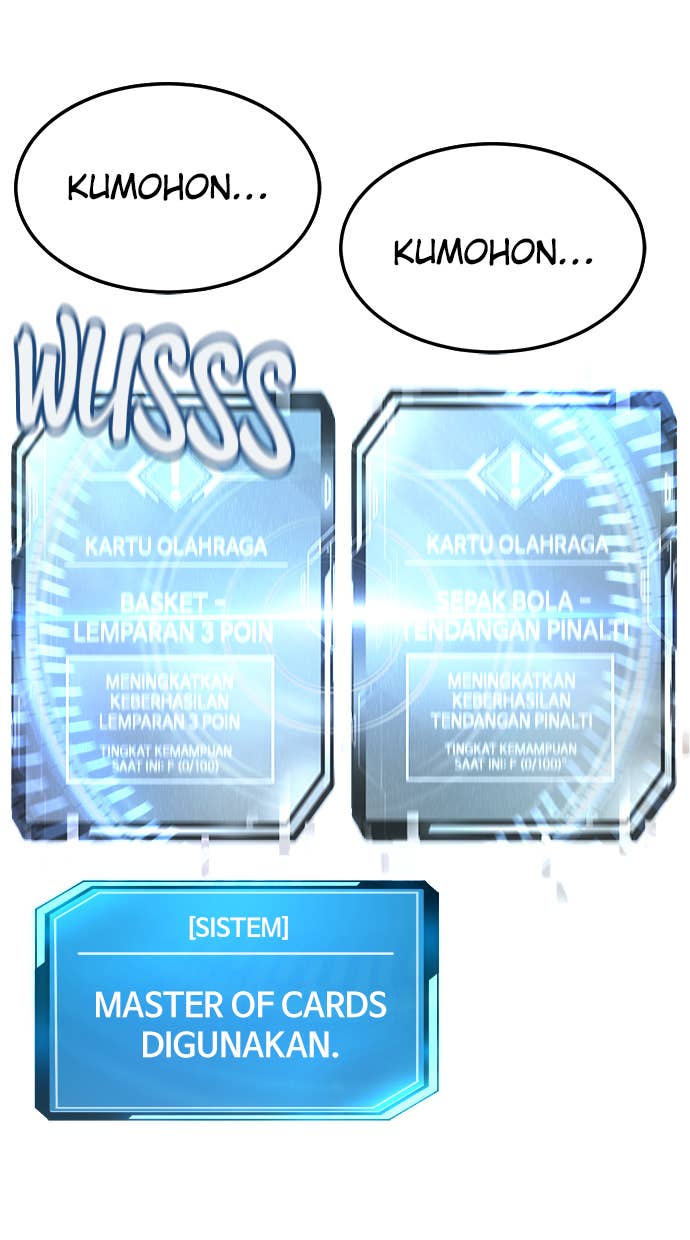 KUMOHON...
KUMOHON...
WUSSS
KARTU OLAHRAGA
BASKET -
LEMPARAN 3 POIN
MENINGKATKAN
KEBERHASILAN
LEMPARAN 3 POIN
TINGKAT KEMAMPUAN
SAAT INI: F (0/100)
KARTU OLAHRAGA
SEPAK BOLA -
TENDANGAN PINALTI
MENINGKATKAN
KEBERHASILAN
TENDANGAN PINALTI
TINGKAT KEMAMPUAN
SAAT INI: F (0/100)
[SISTEM]
MASTER OF CARDS
DIGUNAKAN.